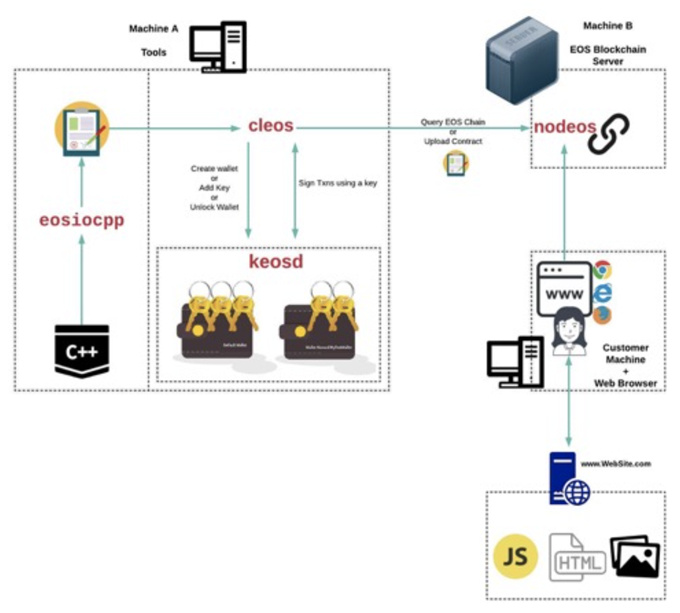 Machine A
Tools
SERVER
Machine B
EOS Blockchain
Server
cleos
Query EOS Chain
or
Upload Contract
nodeos
Create wallet
or
Add Key
or
Unlock Wallet
Sign Txns using a key
eosiocpp
keosd
C++
Default Wallet
WWW
Customer
Machine
+
Web Browser
www.WebSite.com
JS
HTML